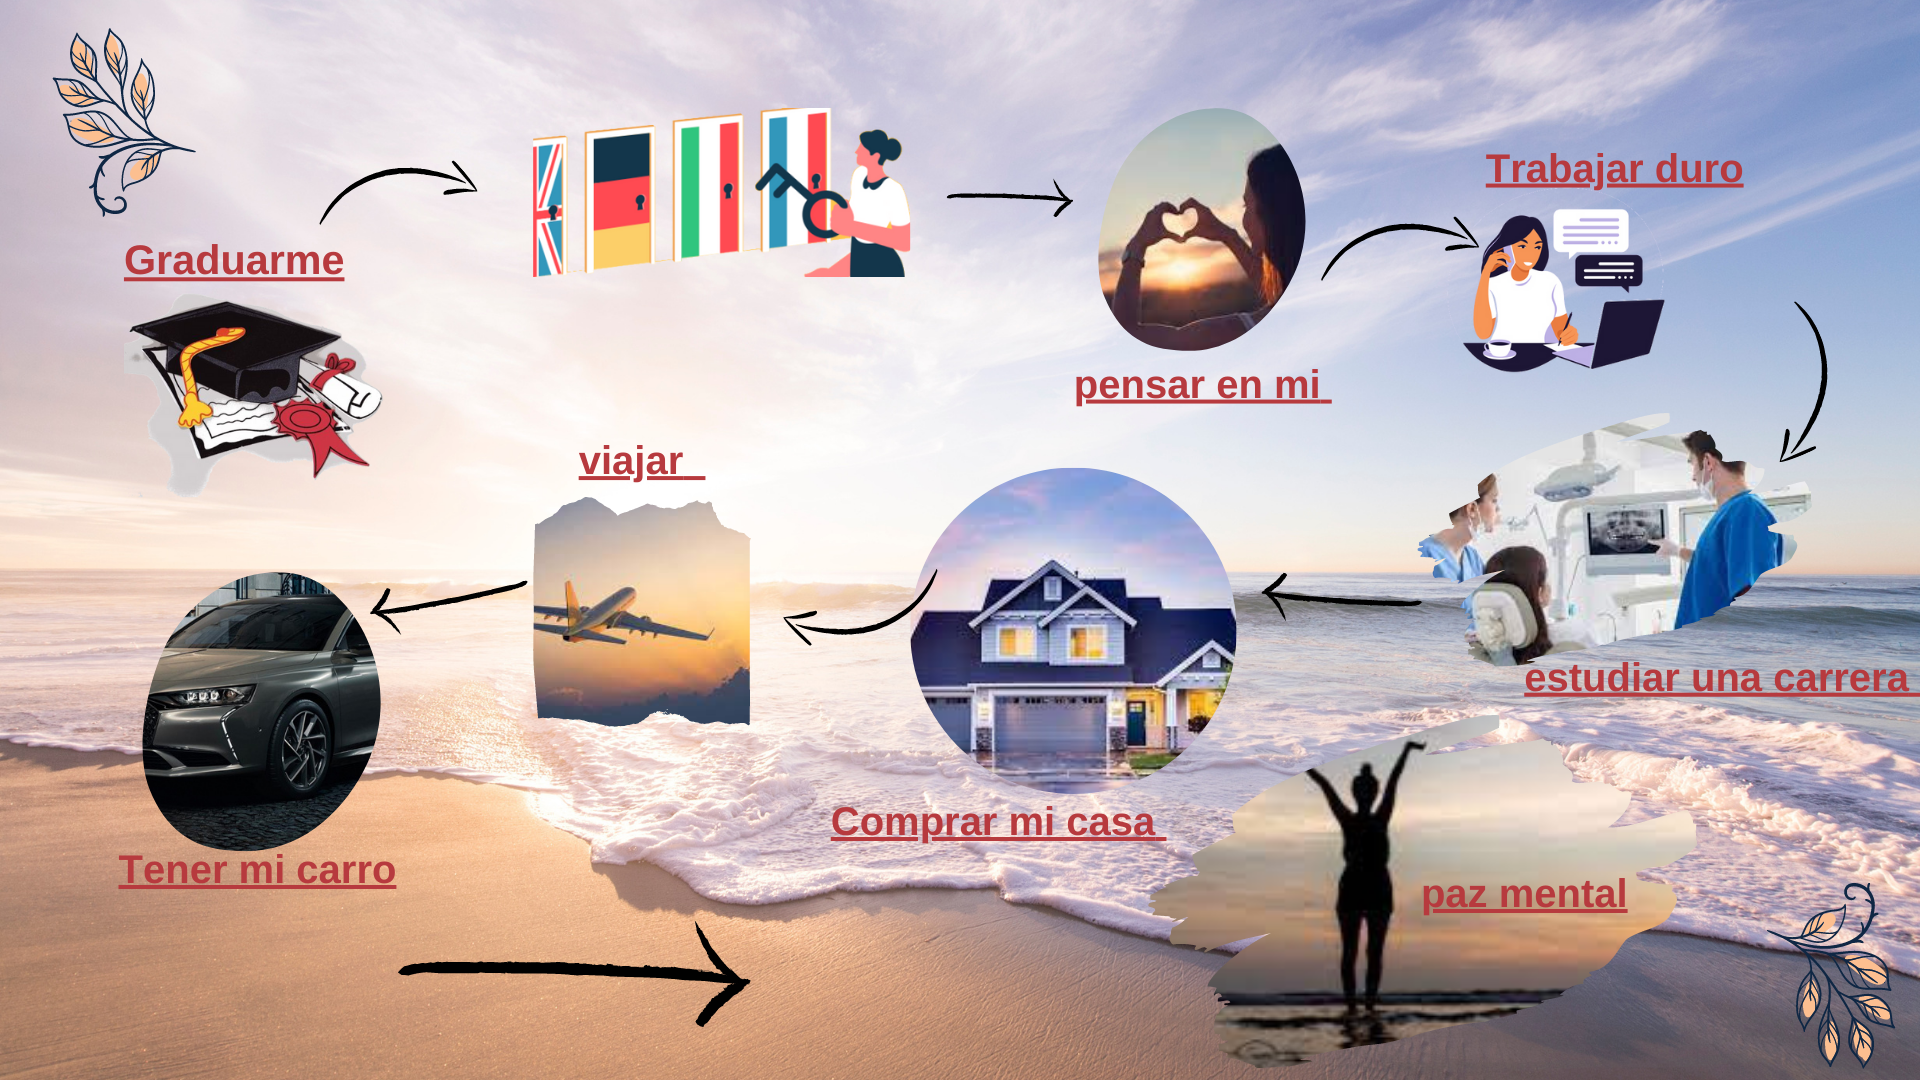 Graduarme
pensar en mi
Trabajar duro
estudiar una carrera
Comprar mi casa
viajar
Tener mi carro
paz mental